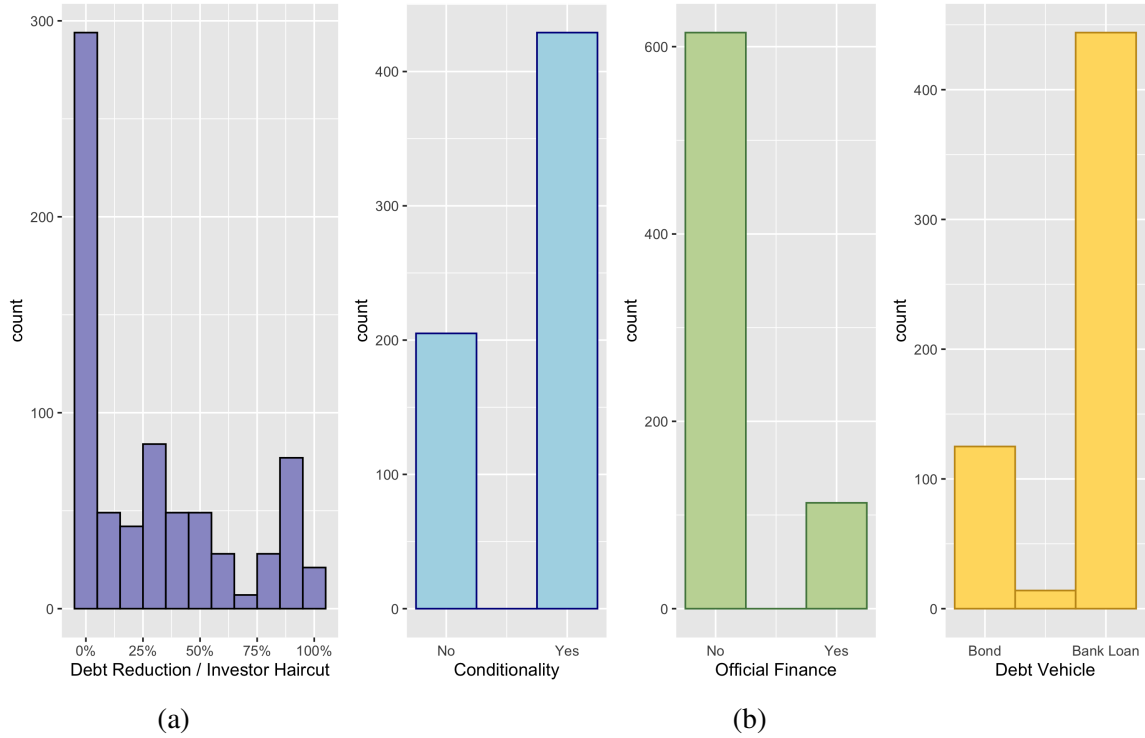 count
300
200
100
0
0%
25%
50%
75%
100%
Debt Reduction / Investor Haircut
count
400
300
200
100
0
No
Yes
Conditionality
count
600
400
200
0
No
Yes
Official Finance
count
400
300
200
100
0
Bond
Bank Loan
Debt Vehicle
(a)
(b)